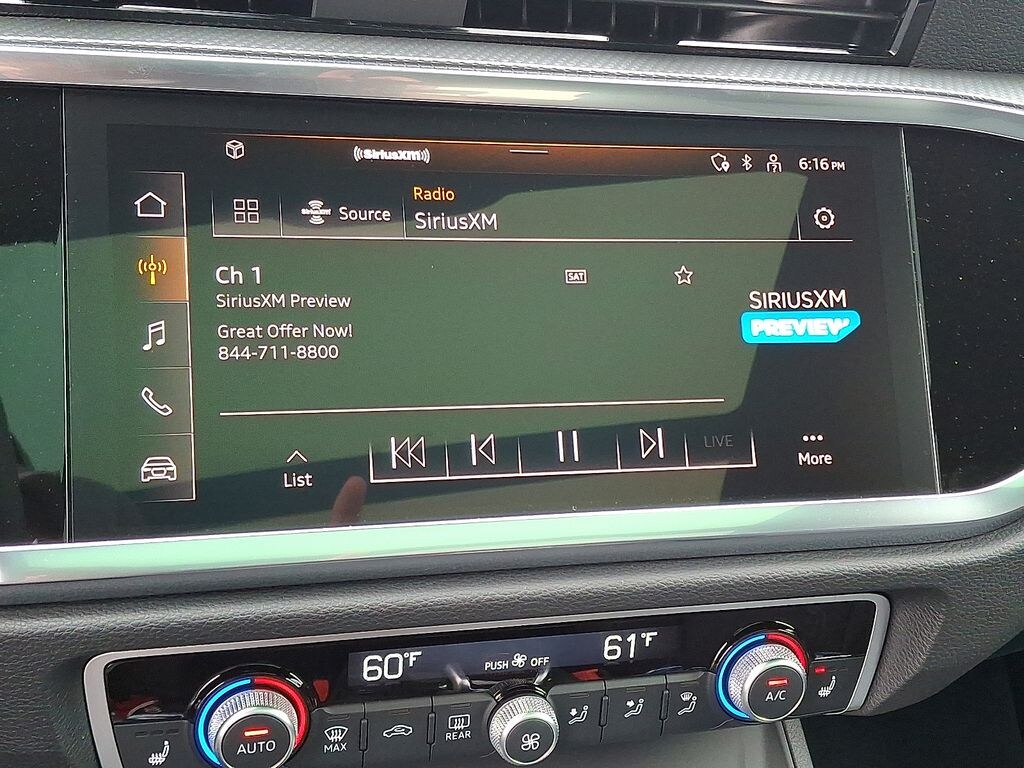 SiriusXM
6:16 PM
SiriusXM Source
Radio
SiriusXM
Ch 1
SAT
SiriusXM Preview
SIRIUSXM
PREVIEW
Great Offer Now!
844-711-8800
LIVE
List
More
60°F
PUSH OFF
61°F
AUTO
MAX
REAR
A/C